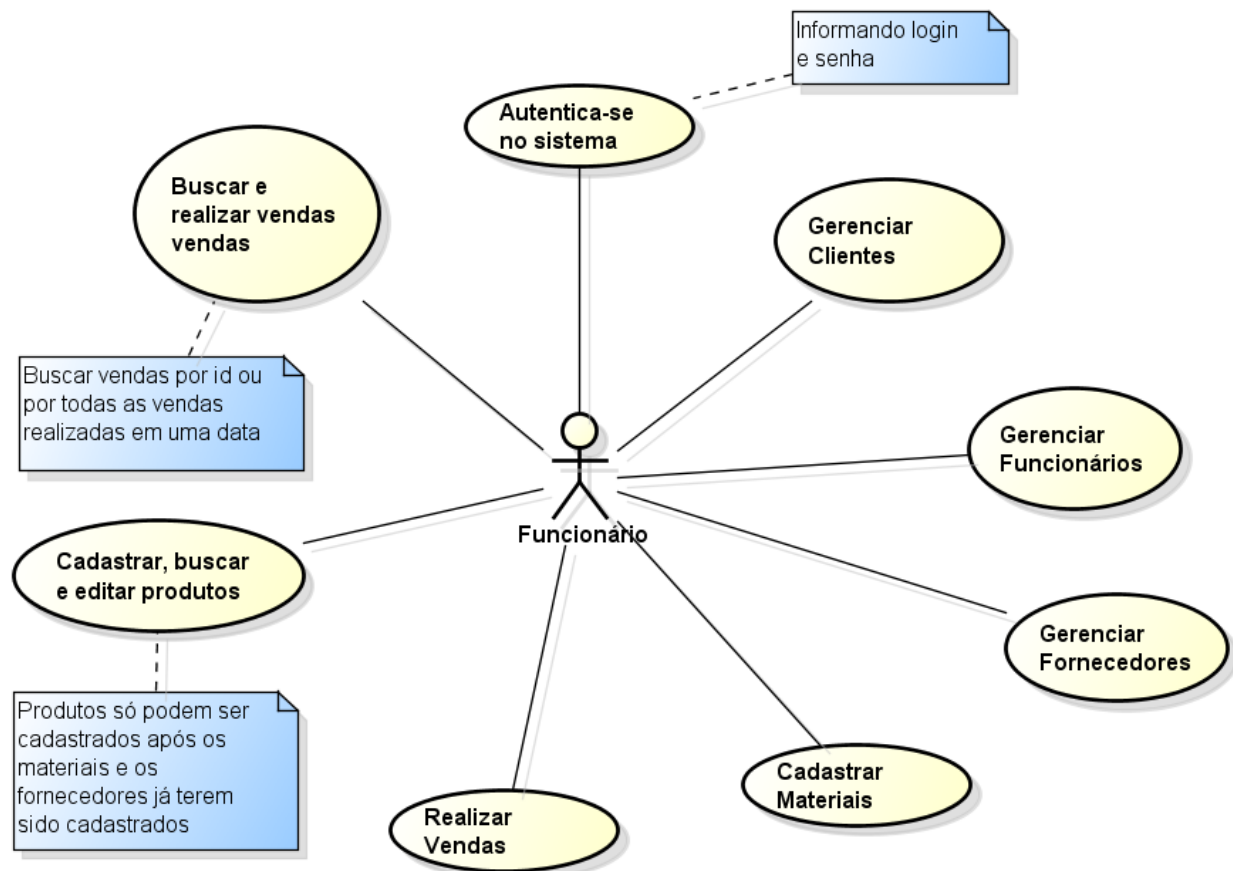 Informando login
e senha
Autentica-se
no sistema
Buscar e
realizar vendas
vendas
Gerenciar
Clientes
Buscar vendas por id ou
por todas as vendas
realizadas em uma data
Gerenciar
Funcionários
Funcionário
Cadastrar, buscar
e editar produtos
Gerenciar
Fornecedores
Produtos só podem ser
cadastrados após os
materiais e os
fornecedores já terem
sido cadastrados
Cadastrar
Materiais
Realizar
Vendas